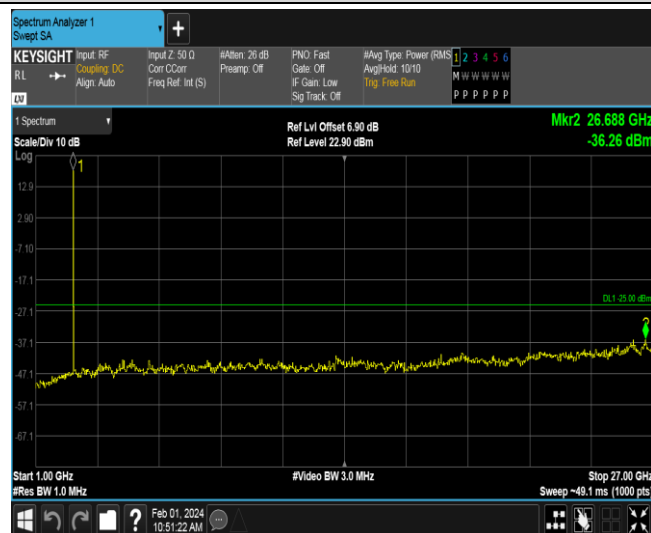 Spectrum Analyzer 1
Swept SA
+
KEYSIGHT
RL
Input: RF
Coupling: DC
Align: Auto
Input Z: 50 Ω
Corr CCorr
Freq Ref: Int (S)
#Atten: 26 dB
Preamp: Off
PNO: Fast
Gate: Off
IF Gain: Low
Sig Track: Off
#Avg Type: Power (RMS
Avg|Hold: 10/10
Trig: Free Run
1 2 3 4 5 6
M W W W W W
P P P P P P
1 Spectrum
Scale/Div 10 dB
Log
Ref Lvl Offset 6.90 dB
Ref Level 22.90 dBm
Mkr2 26.688 GHz
-36.26 dBm
1
12.9
2.90
-7.10
-17.1
-27.1
-37.1
-47.1
-57.1
-67.1
DL1 -25.00 dBm
2
Start 1.00 GHz
#Res BW 1.0 MHz
#Video BW 3.0 MHz
Stop 27.00 GHz
Sweep ~49.1 ms (1000 pts)
?
Feb 01, 2024
10:51:22 AM